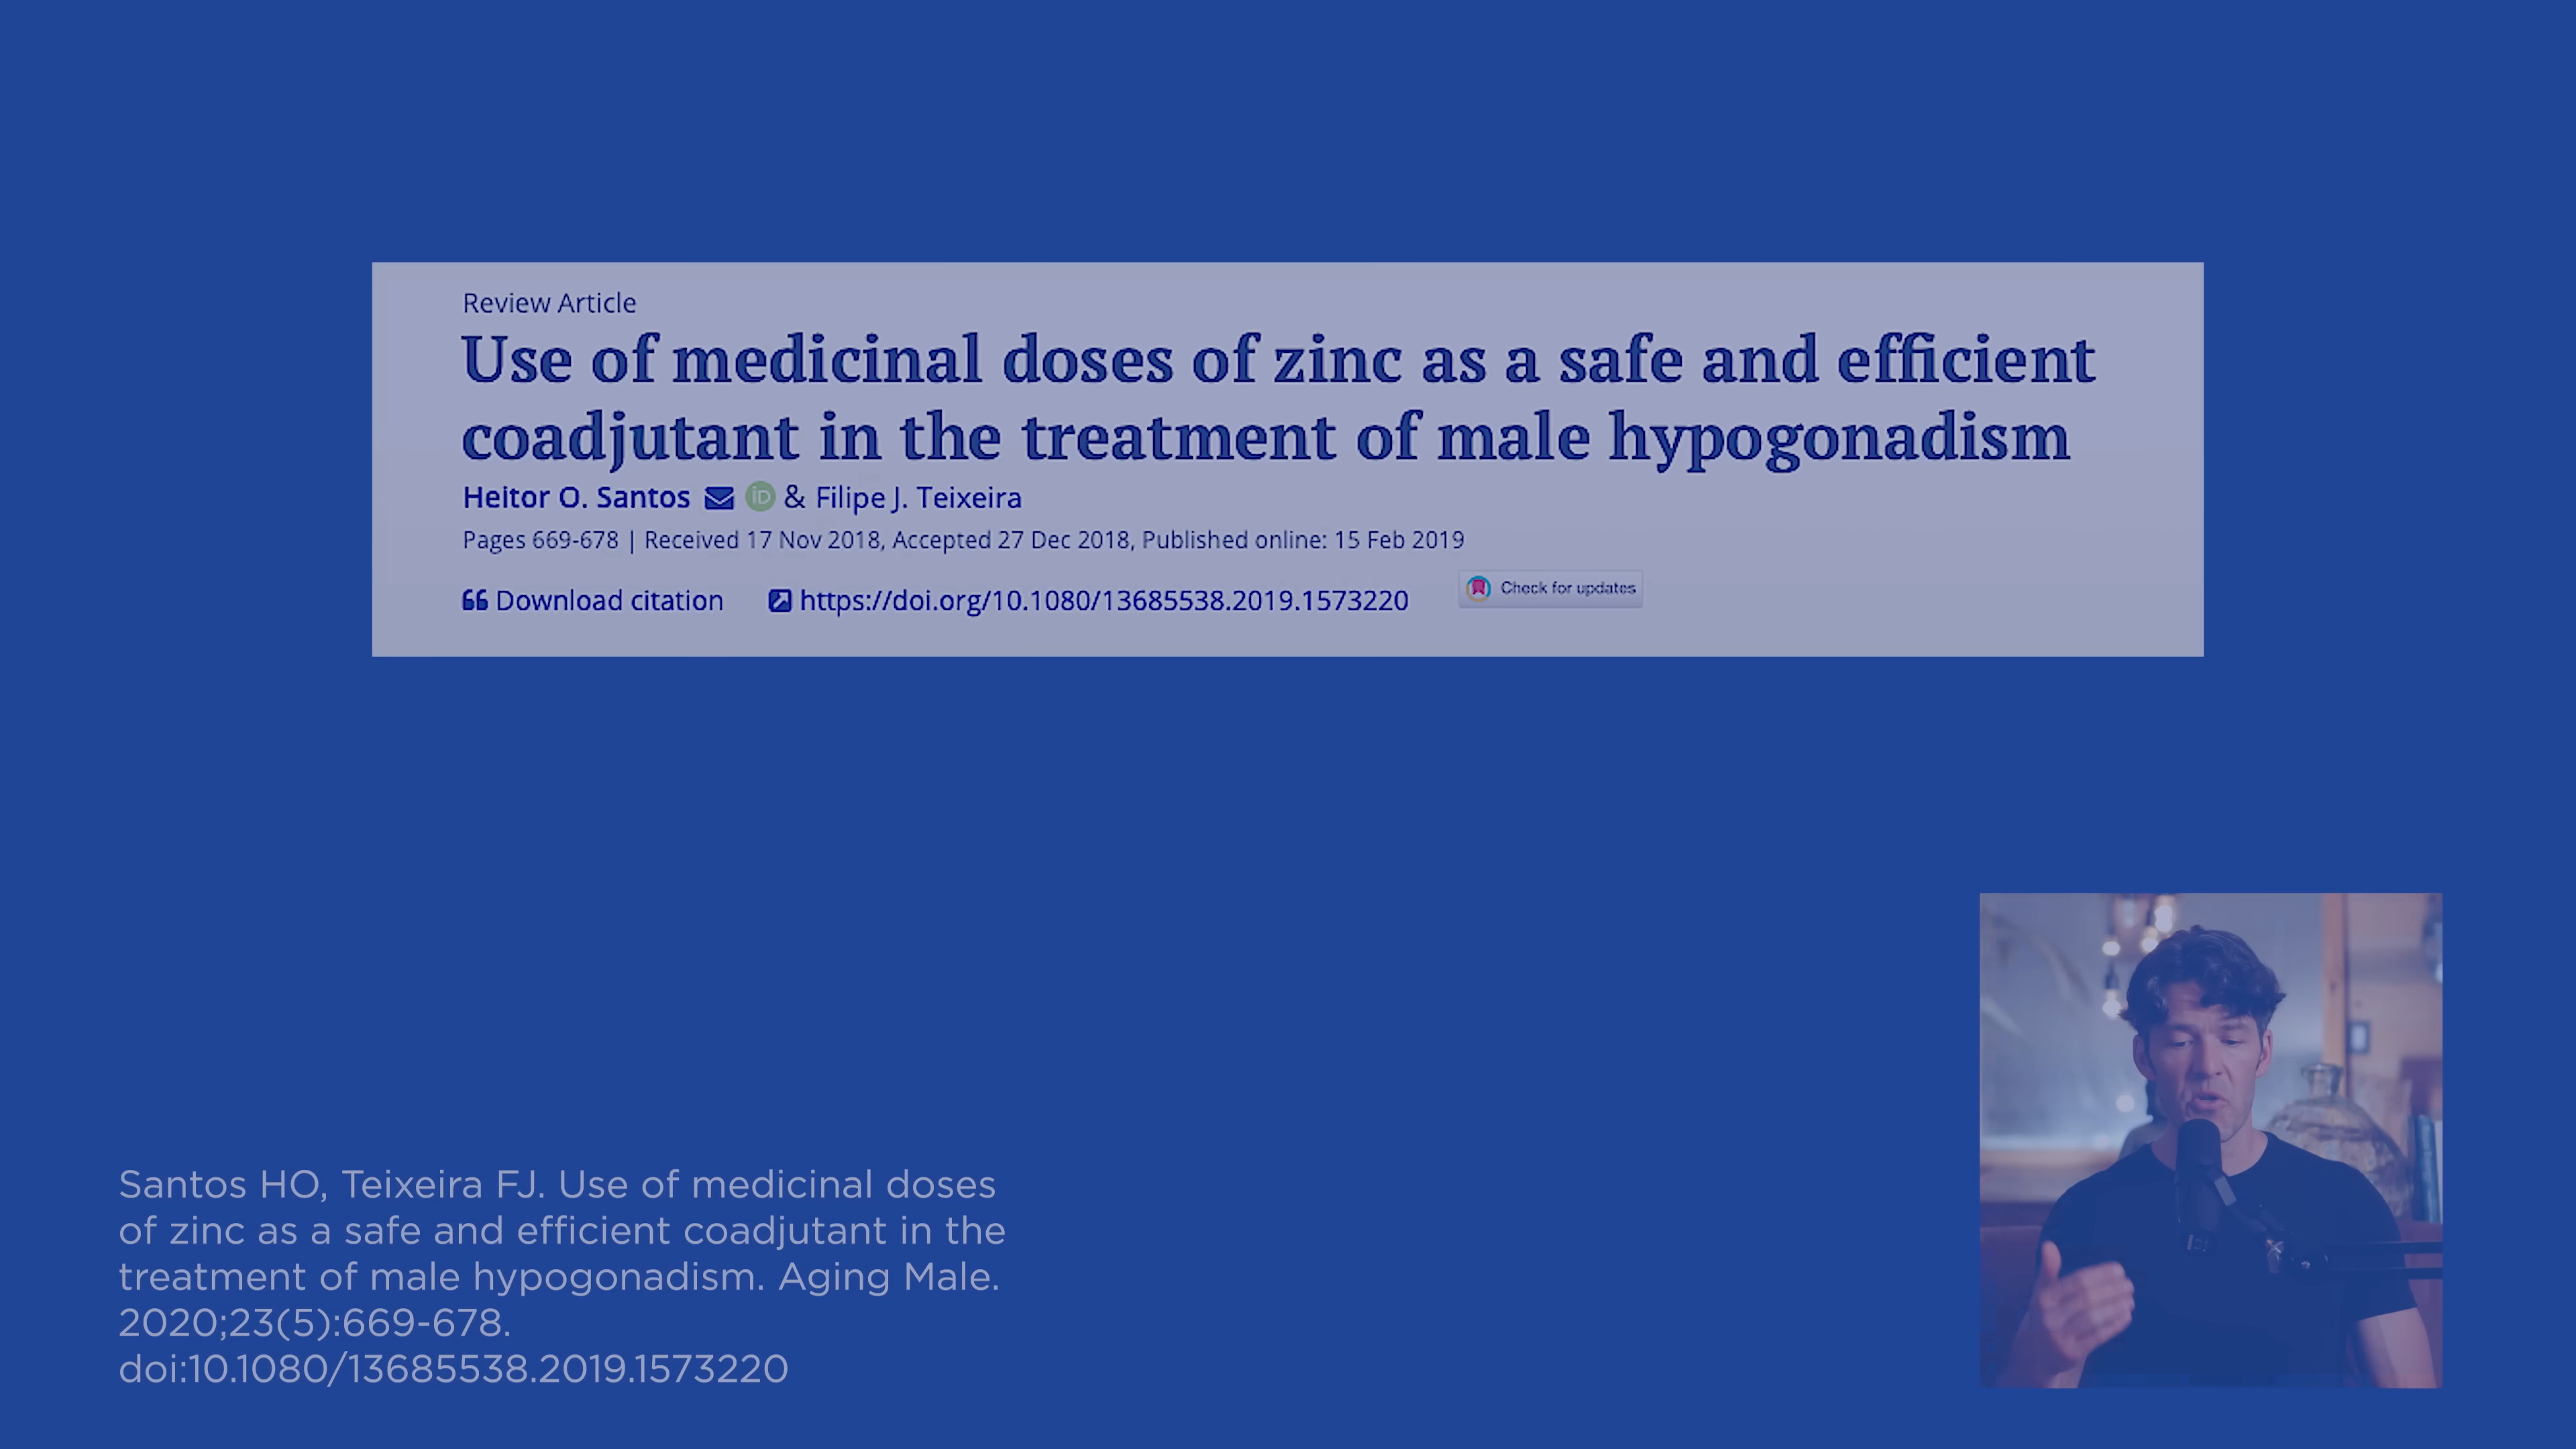 Review Article
Use of medicinal doses of zinc as a safe and efficient
coadjutant in the treatment of male hypogonadism
Heitor O. Santos iD & Filipe J. Teixeira
Pages 669-678 | Received 17 Nov 2018, Accepted 27 Dec 2018, Published online: 15 Feb 2019
Download citation https://doi.org/10.1080/13685538.2019.1573220 Check for updates
Santos HO, Teixeira FJ. Use of medicinal doses
of zinc as a safe and efficient coadjutant in the
treatment of male hypogonadism. Aging Male.
2020;23(5):669-678.
doi:10.1080/13685538.2019.1573220